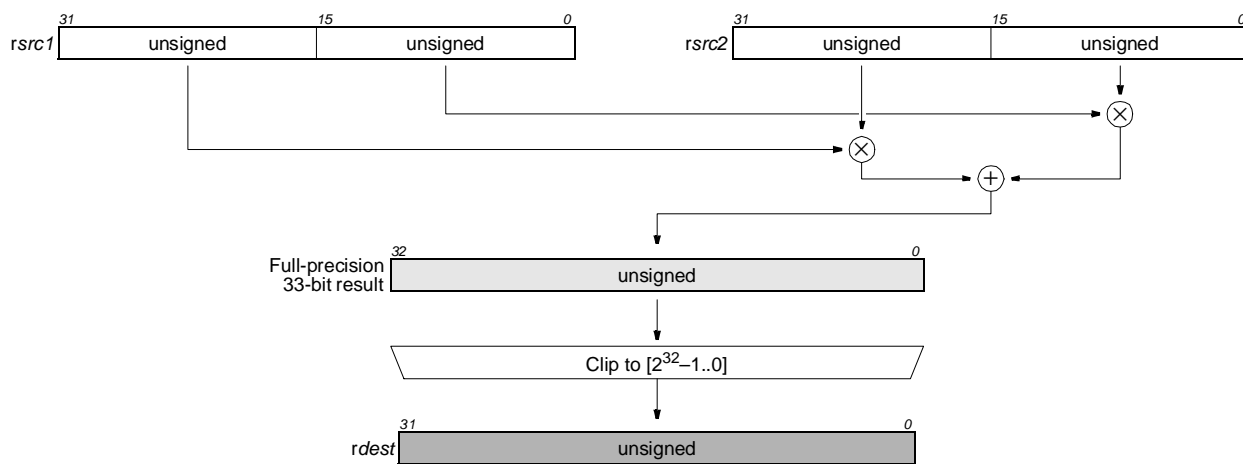 31 15 0 31 15 0
rsrc1 unsigned unsigned rsrc2 unsigned unsigned
× 
×
+
32 0
Full-precision
33-bit result
unsigned
Clip to [2³²–1..0]
31 0
rdest unsigned